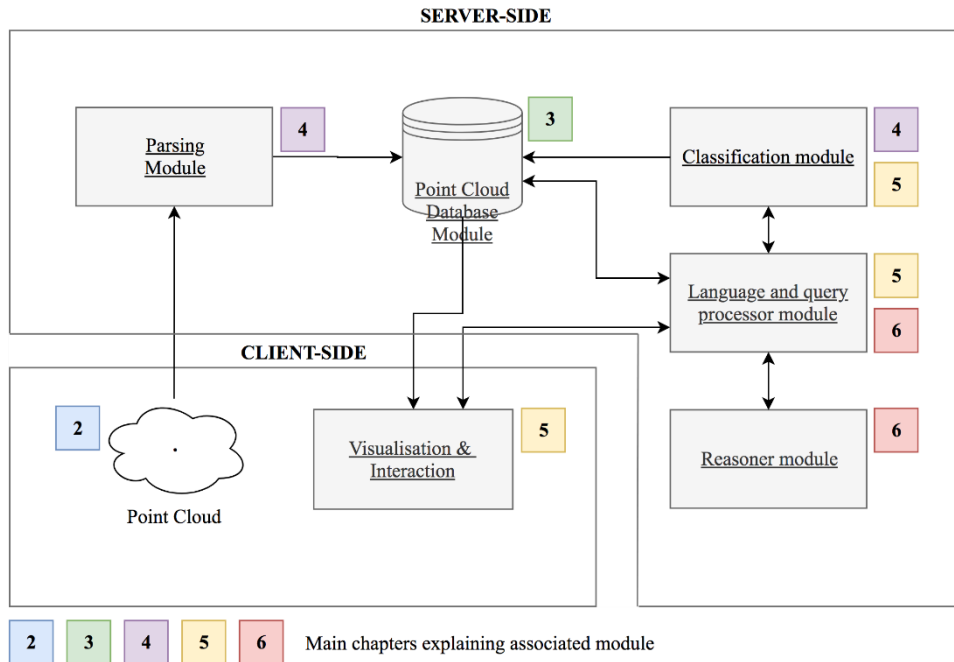 SERVER-SIDE
Parsing
Module
4
Point Cloud
Database
Module
3
Classification module
4
5
Language and query
processor module
5
6
Reasoner module
6
CLIENT-SIDE
2
Point Cloud
Visualisation &
Interaction
5
2 3 4 5 6 Main chapters explaining associated module